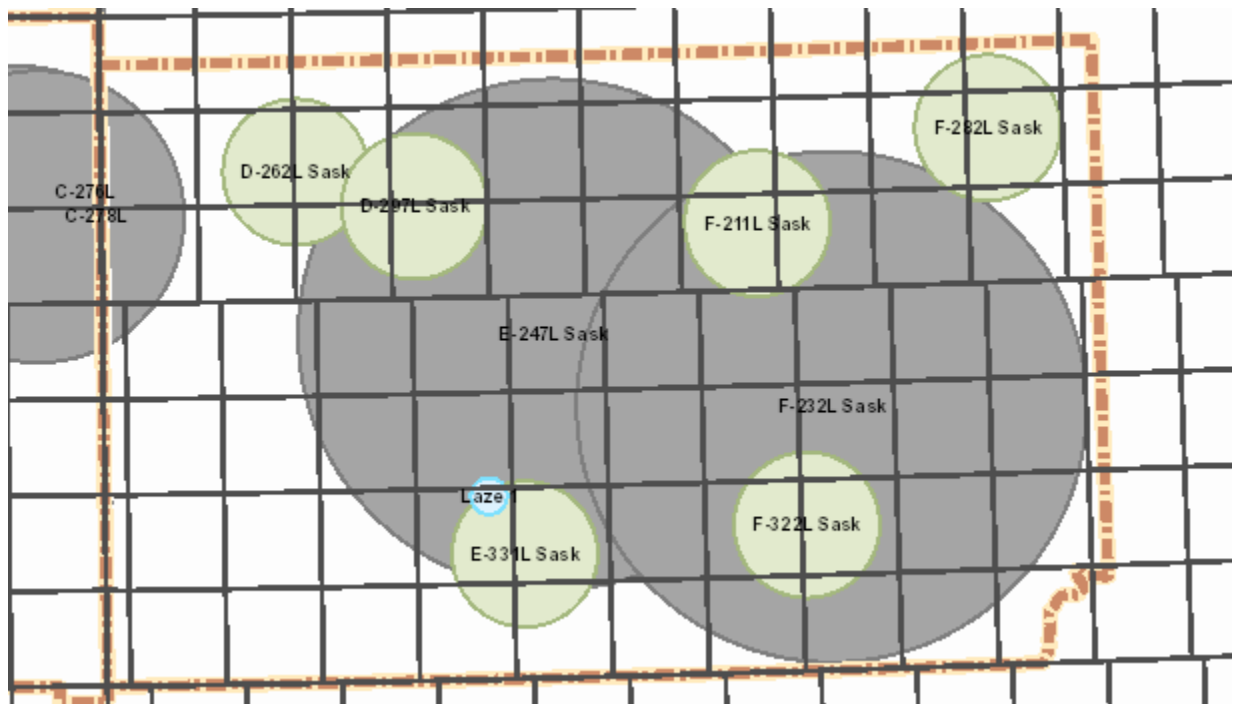 F-282L Sask
D-262L Sask
C-276L
D-297L Sask
C-278L
F-211L Sask
E-247L Sask
F-232L Sask
Laze 1
F-322L Sask
E-331L Sask